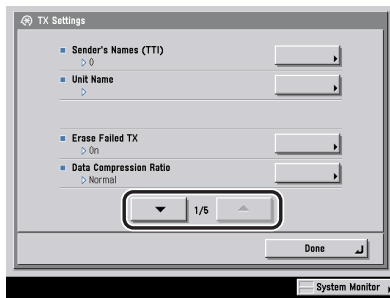 TX Settings
Sender's Names (TTI)
0
Unit Name
Erase Failed TX
On
Data Compression Ratio
Normal
1/5
Done
System Monitor